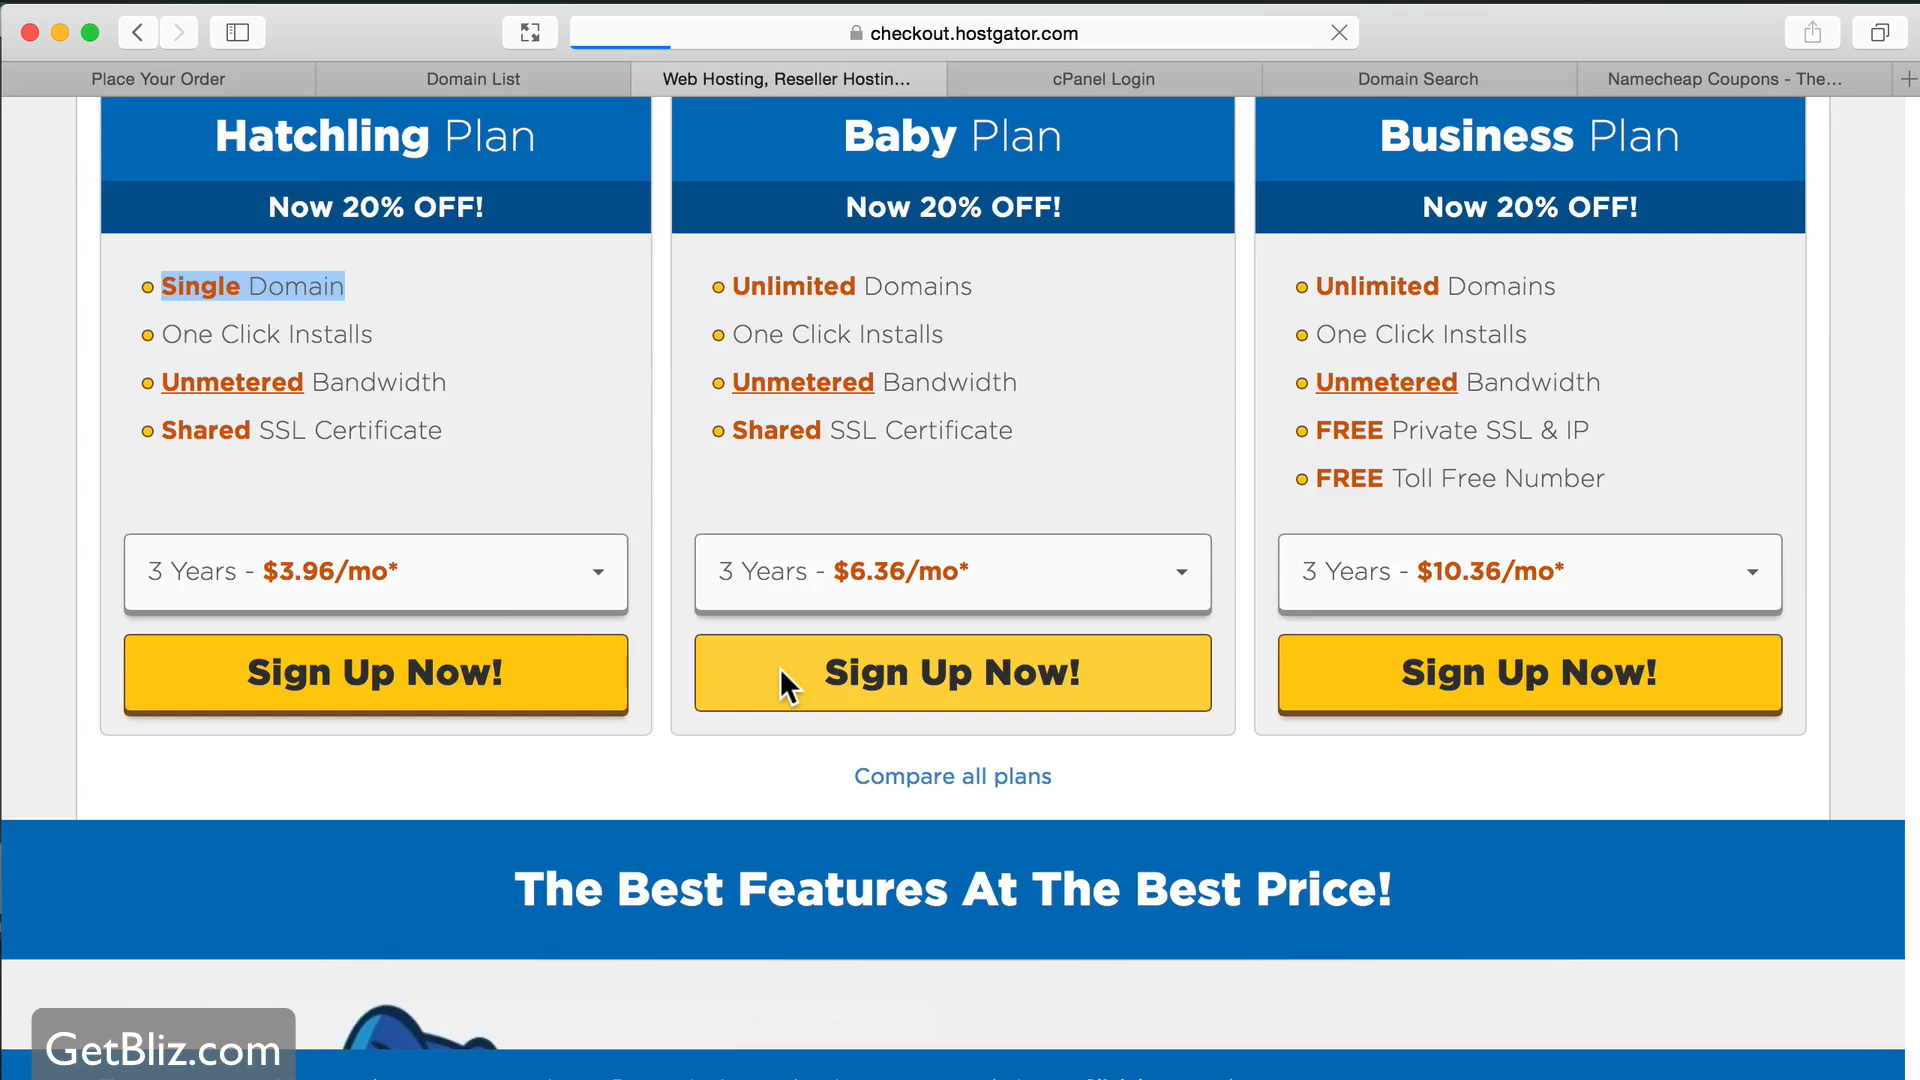 checkout.hostgator.com
Place Your Order
Domain List
Web Hosting, Reseller Hostin...
cPanel Login
Domain Search
Namecheap Coupons - The...
Hatchling Plan
Now 20% OFF!
Single Domain
One Click Installs
Unmetered Bandwidth
Shared SSL Certificate
3 Years - $3.96/mo*
Sign Up Now!
Baby Plan
Now 20% OFF!
Unlimited Domains
One Click Installs
Unmetered Bandwidth
Shared SSL Certificate
3 Years - $6.36/mo*
Sign Up Now!
Business Plan
Now 20% OFF!
Unlimited Domains
One Click Installs
Unmetered Bandwidth
FREE Private SSL & IP
FREE Toll Free Number
3 Years - $10.36/mo*
Sign Up Now!
Compare all plans
The Best Features At The Best Price!
GetBliz.com